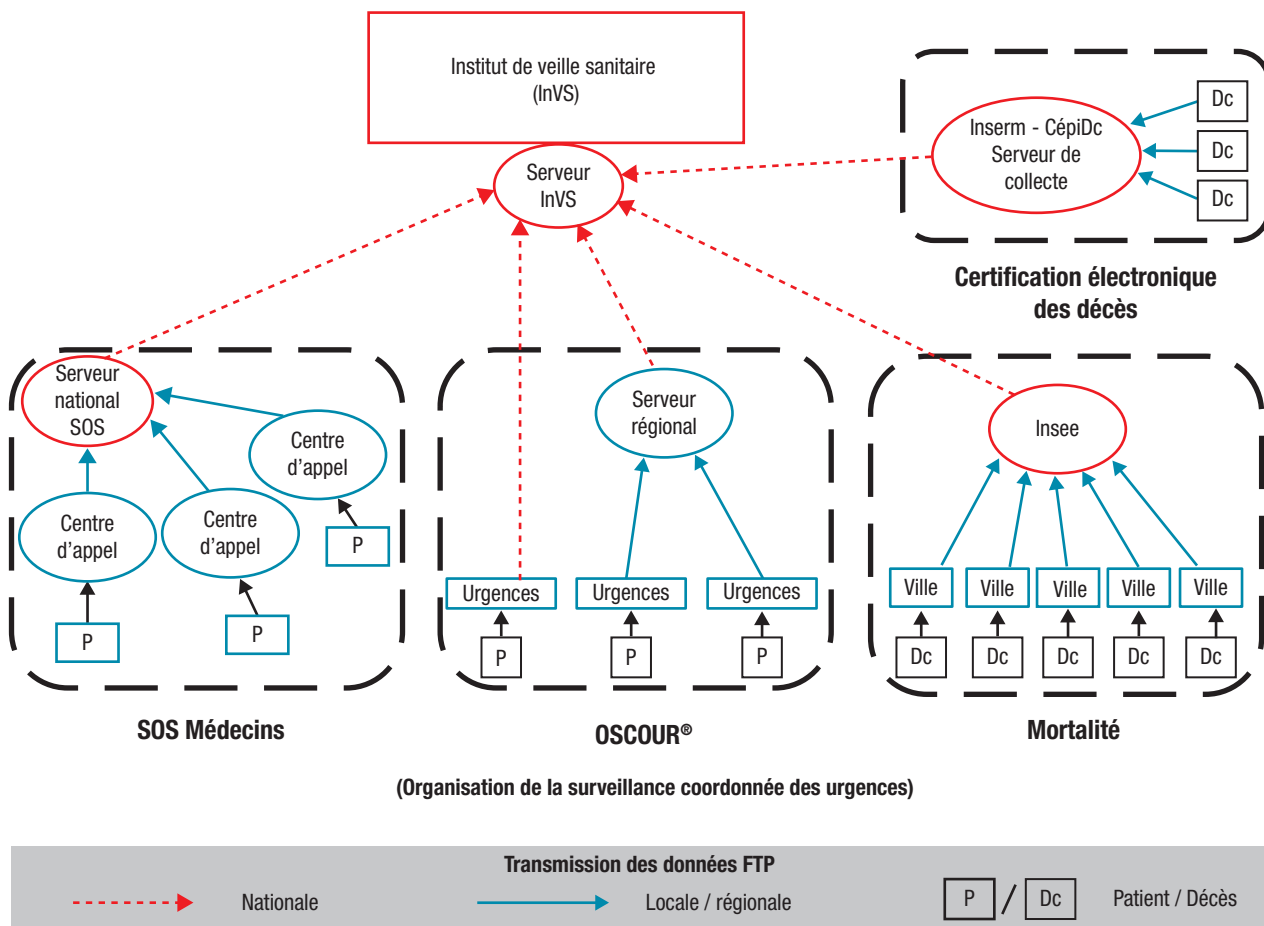 Institut de veille sanitaire
(InVS)
Serveur
InVS
Inserm - CépiDc
Serveur de
collecte
Dc
Dc
Dc
Certification électronique
des décès
Serveur
national
SOS
Centre
d'appel
Centre
d'appel
Centre
d'appel
P
P
P
SOS Médecins
Serveur
régional
Urgences
Urgences
Urgences
P
P
P
OSCOUR®
(Organisation de la surveillance coordonnée des urgences)
Insee
Ville
Ville
Ville
Ville
Ville
Dc
Dc
Dc
Dc
Dc
Mortalité
Transmission des données FTP
Nationale
Locale / régionale
P / Dc
Patient / Décès